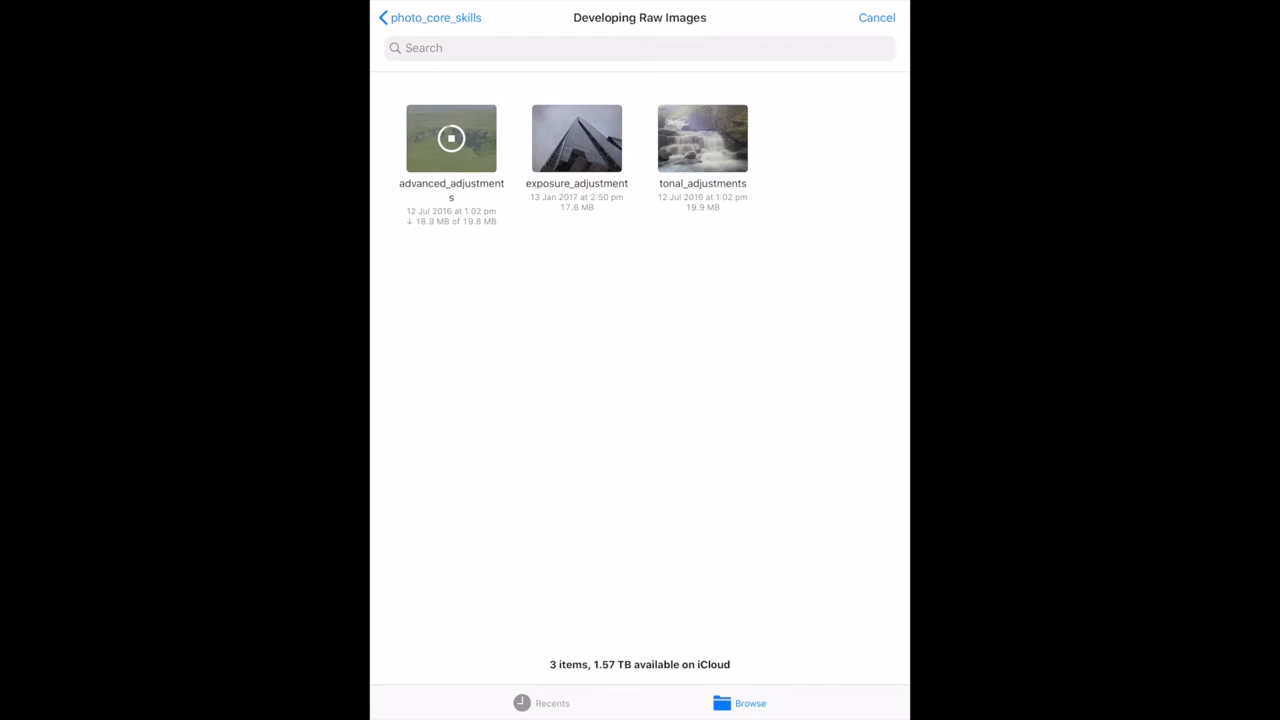 photo_core_skills Developing Raw Images Cancel
Search
advanced_adjustment
s
12 Jul 2016 at 1:02 pm
↓ 18.9 MB of 19.8 MB
exposure_adjustment
13 Jan 2017 at 2:50 pm
17.6 MB
tonal_adjustments
12 Jul 2016 at 1:02 pm
19.9 MB
3 items, 1.57 TB available on iCloud
Recents Browse